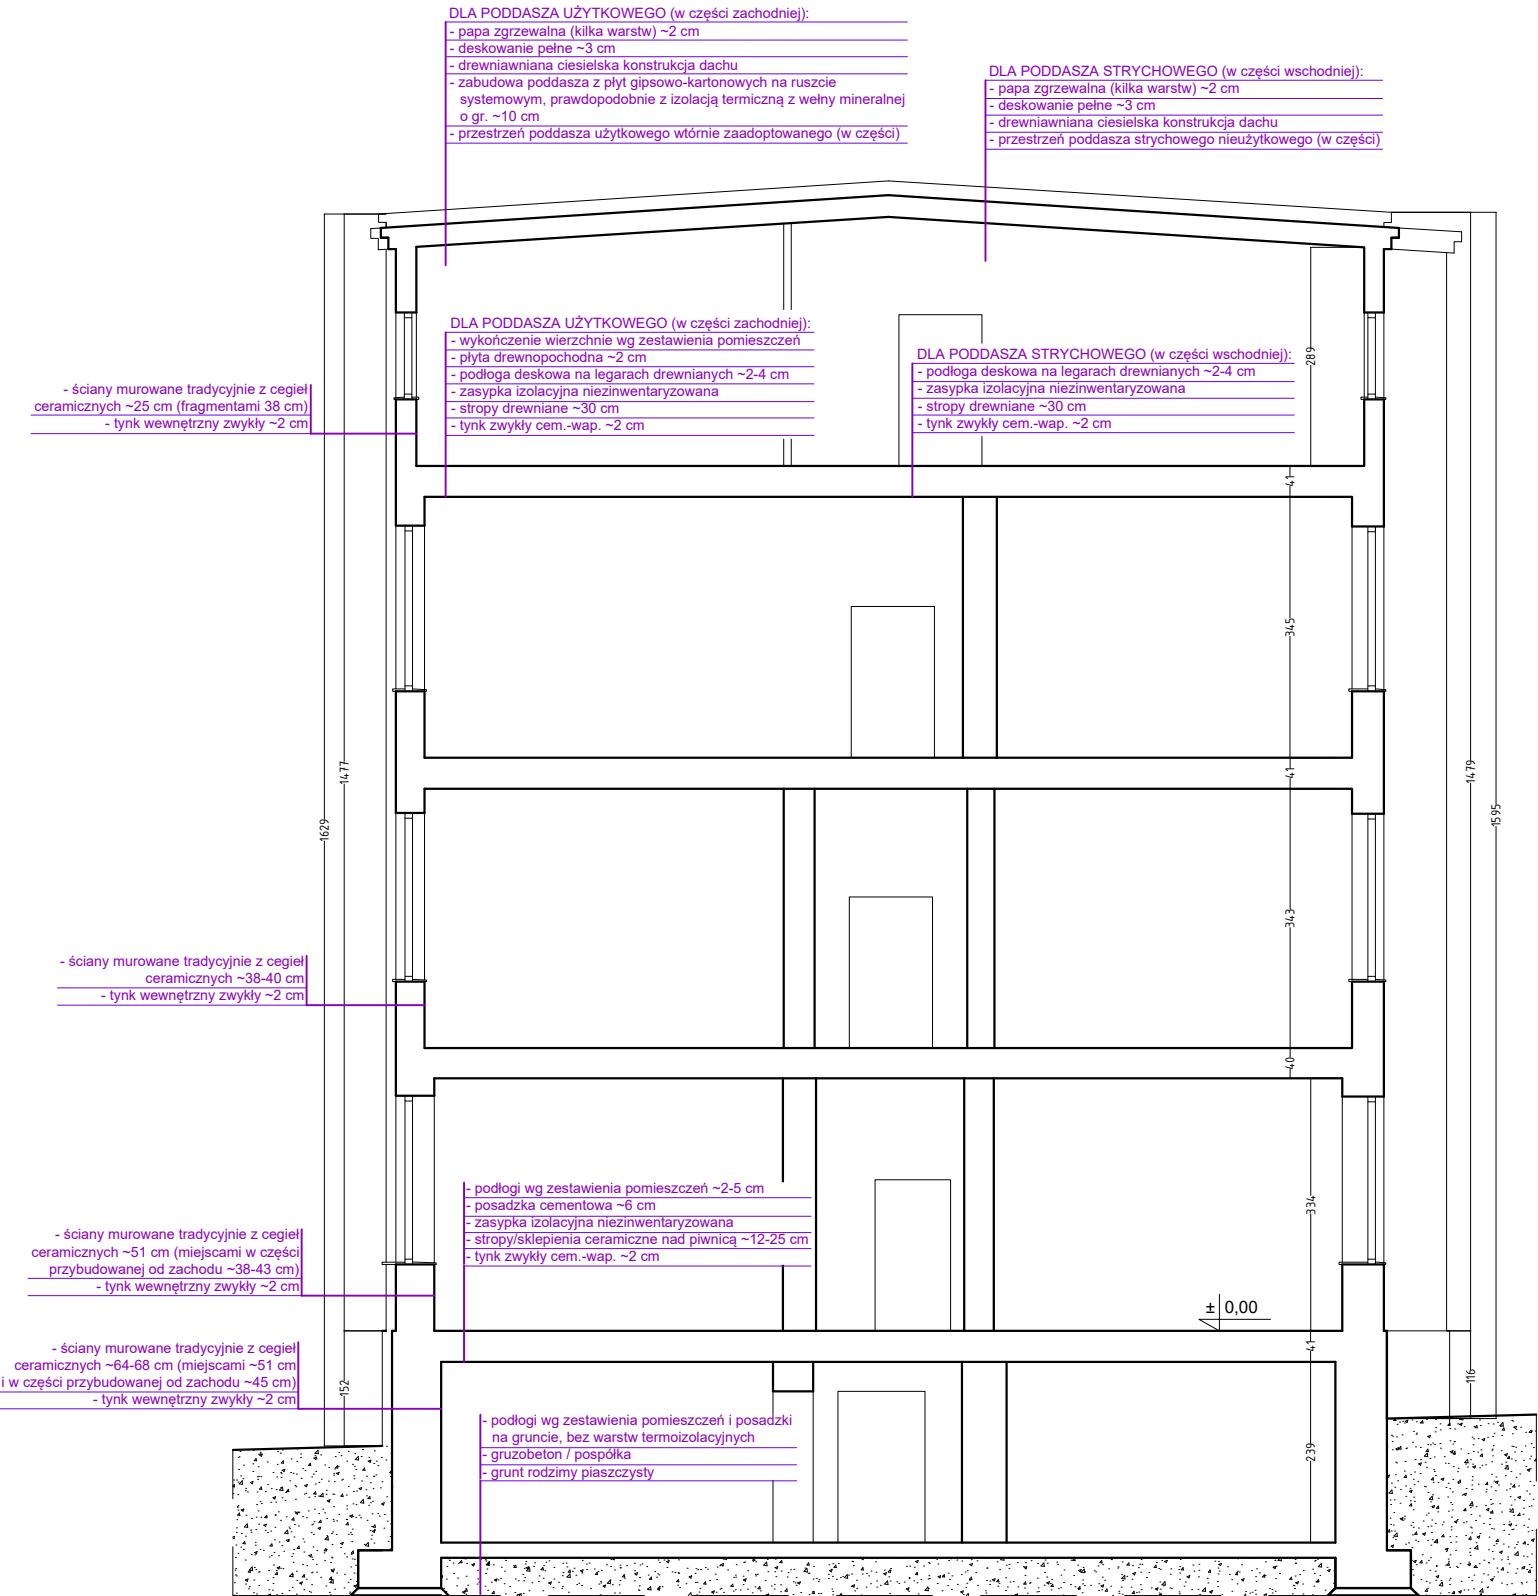 DLA PODDASZA UŻYTKOWEGO (w części zachodniej):
- papa zgrzewalna (kilka warstw) ~2 cm
- deskowanie pełne ~3 cm
- drewniawniana ciesielska konstrukcja dachu
- zabudowa poddasza z płyt gipsowo-kartonowych na ruszcie
systemowym, prawdopodobnie z izolacją termiczną z wełny mineralnej
o gr. ~10 cm
- przestrzeń poddasza użytkowego wtórnie zaadoptowanego (w części)
DLA PODDASZA STRYCHOWEGO (w części wschodniej):
- papa zgrzewalna (kilka warstw) ~2 cm
- deskowanie pełne ~3 cm
- drewniawniana ciesielska konstrukcja dachu
- przestrzeń poddasza strychowego nieużytkowego (w części)
DLA PODDASZA UŻYTKOWEGO (w części zachodniej):
- wykończenie wierzchnie wg zestawienia pomieszczeń
- płyta drewnopochodna ~2 cm
- podłoga deskowa na legarach drewnianych ~2-4 cm
- zasypka izolacyjna niezinwentaryzowana
- stropy drewniane ~30 cm
- tynk zwykły cem.-wap. ~2 cm
DLA PODDASZA STRYCHOWEGO (w części wschodniej):
- podłoga deskowa na legarach drewnianych ~2-4 cm
- zasypka izolacyjna niezinwentaryzowana
- stropy drewniane ~30 cm
- tynk zwykły cem.-wap. ~2 cm
289
- ściany murowane tradycyjnie z cegieł
ceramicznych ~25 cm (fragmentami 38 cm)
- tynk wewnętrzny zwykły ~2 cm
41
345
41
1477
1629
1479
1595
343
- ściany murowane tradycyjnie z cegieł
ceramicznych ~38-40 cm
- tynk wewnętrzny zwykły ~2 cm
40
- podłogi wg zestawienia pomieszczeń ~2-5 cm
- posadzka cementowa ~6 cm
- zasypka izolacyjna niezinwentaryzowana
- stropy/sklepienia ceramiczne nad piwnicą ~12-25 cm
- tynk zwykły cem.-wap. ~2 cm
334
- ściany murowane tradycyjnie z cegieł
ceramicznych ~51 cm (miejscami w części
przybudowanej od zachodu ~38-43 cm)
- tynk wewnętrzny zwykły ~2 cm
± 0,00
41
- ściany murowane tradycyjnie z cegieł
ceramicznych ~64-68 cm (miejscami ~51 cm
i w części przybudowanej od zachodu ~45 cm)
- tynk wewnętrzny zwykły ~2 cm
152
116
- podłogi wg zestawienia pomieszczeń i posadzki
na gruncie, bez warstw termoizolacyjnych
- gruzobeton / pospółka
- grunt rodzimy piaszczysty
239